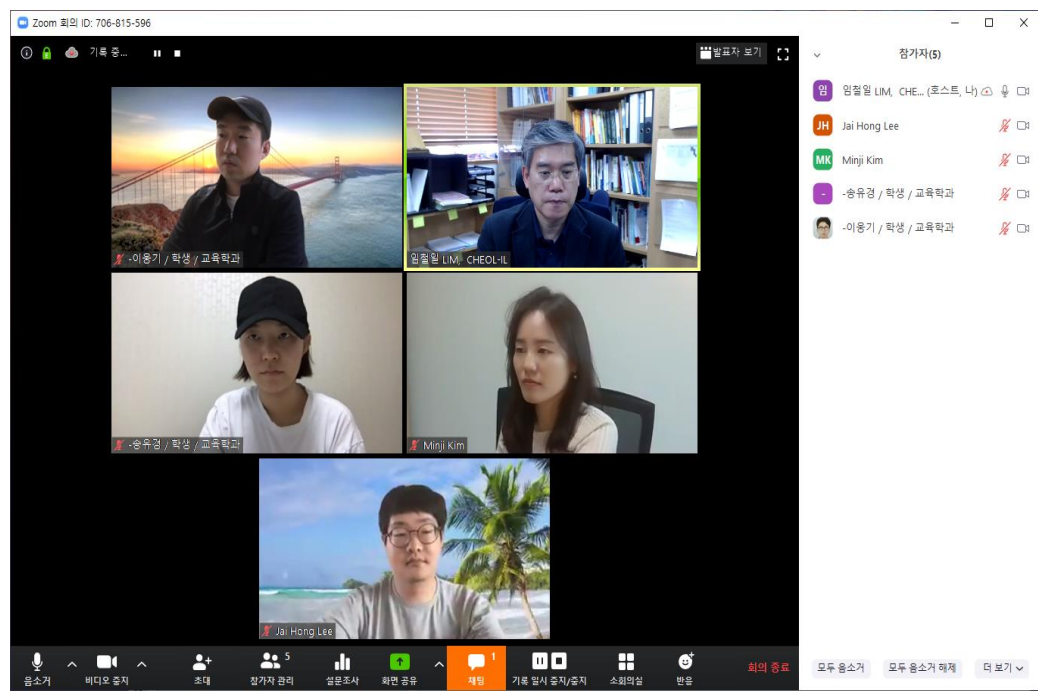 Zoom 회의 ID: 706-815-596
기록 중...
발표자 보기
참가자(5)
임 임철일 LIM, CHE... (호스트, 나)
JH Jai Hong Lee
MK Minji Kim
- -송유경 / 학생 / 교육학과
-이웅기 / 학생 / 교육학과
-이웅기 / 학생 / 교육학과
임철일 LIM, CHEOL-IL
-송유경 / 학생 / 교육학과
Minji Kim
Jai Hong Lee
음소거
비디오 중지
초대
5
참가자 관리
설문조사
화면 공유
1
채팅
기록 일시 중지/중지
소회의실
반응
회의 종료
모두 음소거
모두 음소거 해제
더 보기